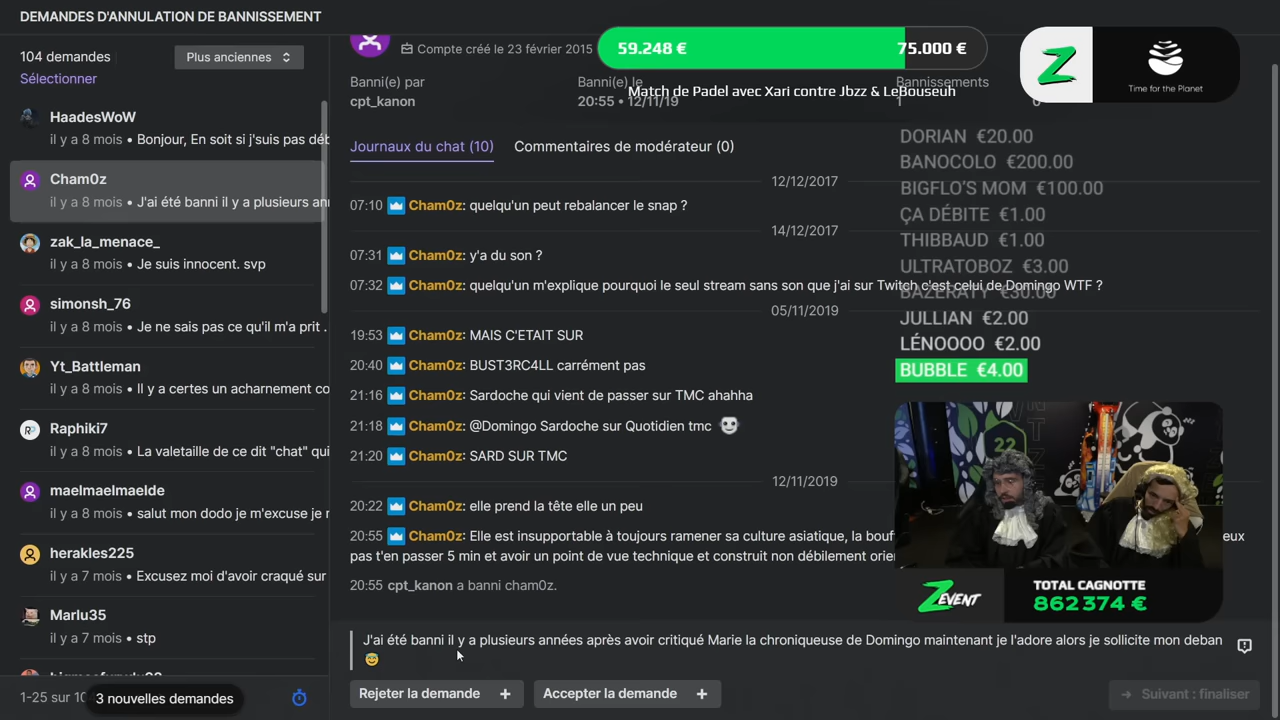 DEMANDES D'ANNULATION DE BANNISSEMENT
104 demandes
Plus anciennes
Sélectionner
HaadesWoW
il y a 8 mois • Bonjour, En soit si j'suis pas
Cham0z
il y a 8 mois • J'ai été banni il y a plusieurs
zak_la_menace_
il y a 8 mois • Je suis innocent. svp
simonsh_76
il y a 8 mois • Je ne sais pas ce qu'il m'a prit .
Yt_Battleman
il y a 8 mois • Il y a certes un acharnement
Raphiki7
il y a 8 mois • La valetaille de ce dit "chat" qui
maelmaelmaelde
il y a 8 mois • salut mon dodo je m'excuse je
herakles225
il y a 7 mois • Excusez moi d'avoir craqué sur
Marlu35
il y a 7 mois • stp
1-25 sur
3 nouvelles demandes
Compte créé le 23 février 2015
Banni(e) par
cpt_kanon
Banni(e) le
20:55 • 12/11/19
Bannissements
1
59.248 €
75.000 €
Match de Padel avec Xari contre Jbzz & LeBouseuh
Time for the Planet
Journaux du chat (10)
Commentaires de modérateur (0)
12/12/2017
07:10 Cham0z: quelqu'un peut rebalancer le snap ?
14/12/2017
07:31 Cham0z: y'a du son ?
07:32 Cham0z: quelqu'un m'explique pourquoi le seul stream sans son que j'ai sur Twitch c'est celui de Domingo WTF ?
05/11/2019
19:53 Cham0z: MAIS C'ETAIT SUR
20:40 Cham0z: BUST3RC4LL carrément pas
21:16 Cham0z: Sardoche qui vient de passer sur TMC ahahha
21:18 Cham0z: @Domingo Sardoche sur Quotidien tmc
21:20 Cham0z: SARD SUR TMC
12/11/2019
20:22 Cham0z: elle prend la tête elle un peu
20:55 Cham0z: Elle est insupportable à toujours ramener sa culture asiatique, la
pas t'en passer 5 min et avoir un point de vue technique et construit non débilement
20:55 cpt_kanon a banni cham0z.
DORIAN €20.00
BANOCOLO €200.00
BIGFLO'S MOM €100.00
ÇA DÉBITE €1.00
THIBBAUD €1.00
ULTRATOBOZ €3.00
BAZERATY €30.00
JULLIAN €2.00
LÉNOOOO €2.00
BUBBLE €4.00
22
ZEVENT
TOTAL CAGNOTTE
862 374 €
J'ai été banni il y a plusieurs années après avoir critiqué Marie la chroniqueuse de Domingo maintenant je l'adore alors je sollicite mon deban
😇
Rejeter la demande +
Accepter la demande +
→ Suivant : finaliser